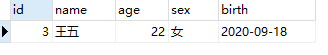 id name age sex birth
3 王五 22 女 2020-09-18